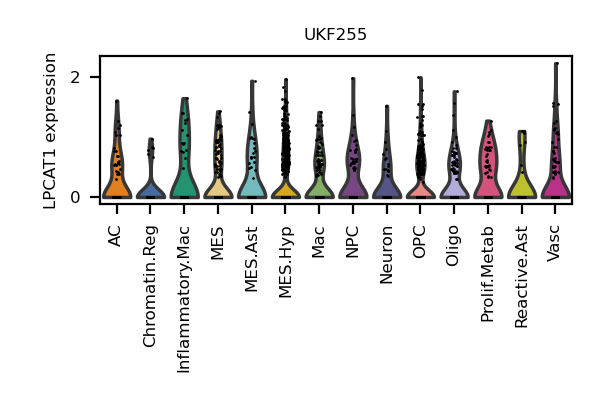 UKF255
LPCAT1 expression
2
0
AC
Chromatin.Reg
Inflammatory.Mac
MES
MES.Ast
MES.Hyp
Mac
NPC
Neuron
OPC
Oligo
Prolif.Metab
Reactive.Ast
Vasc